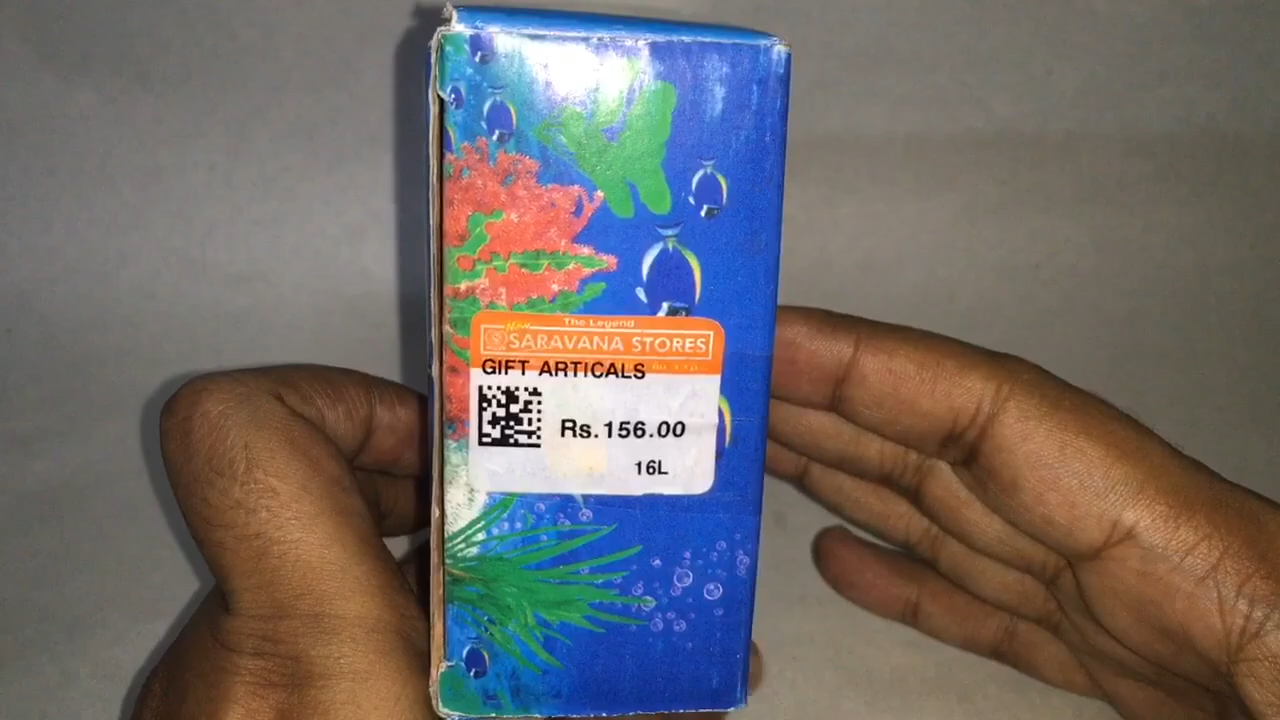 The Legend
New
SARAVANA STORES
GIFT ARTICALS
Rs.156.00
16L